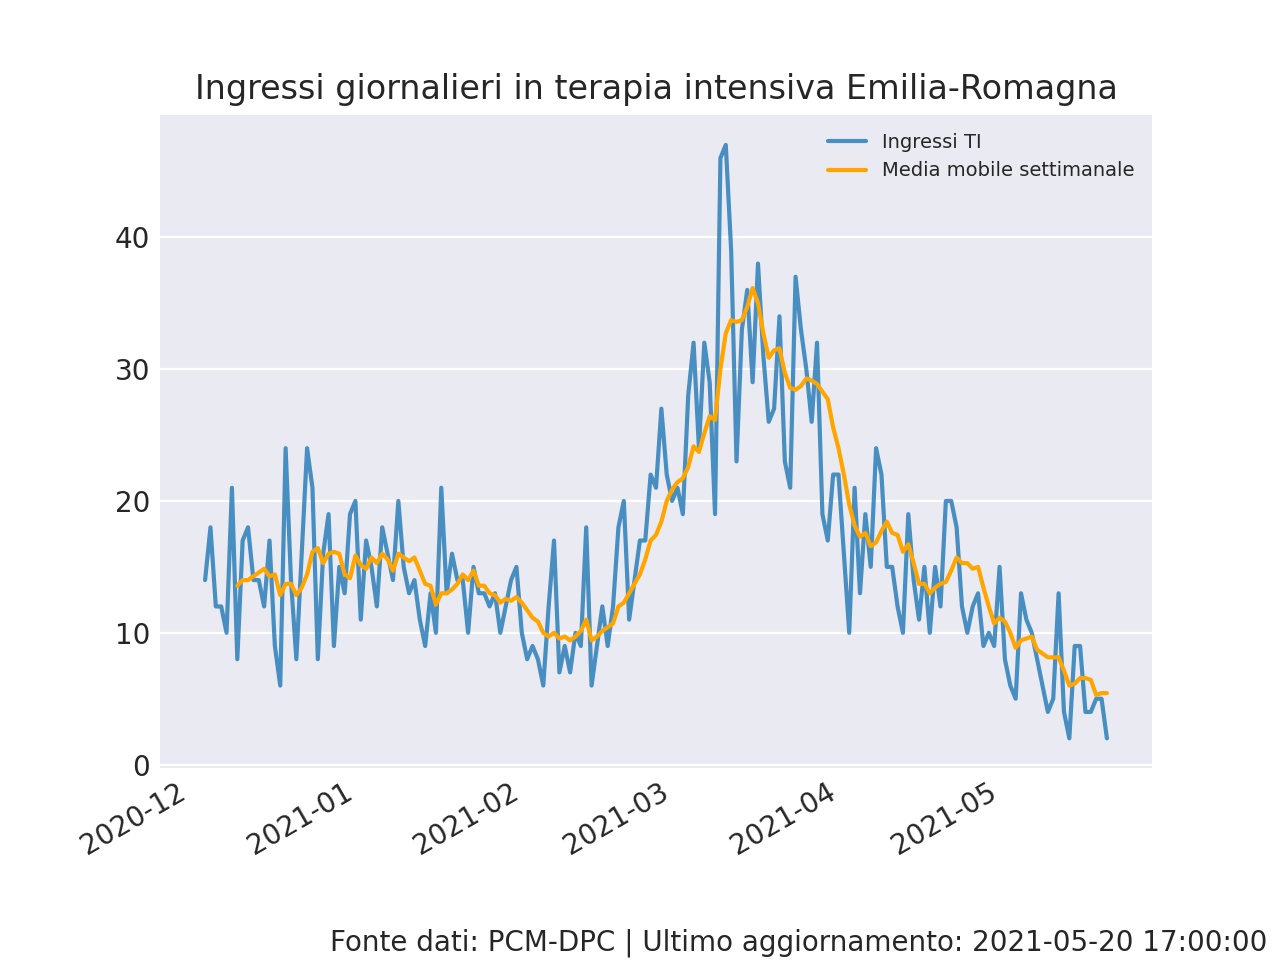 Ingressi giornalieri in terapia intensiva Emilia-Romagna
Ingressi TI
Media mobile settimanale
40
30
20
10
0
2020-12
2021-01
2021-02
2021-03
2021-04
2021-05
Fonte dati: PCM-DPC | Ultimo aggiornamento: 2021-05-20 17:00:00